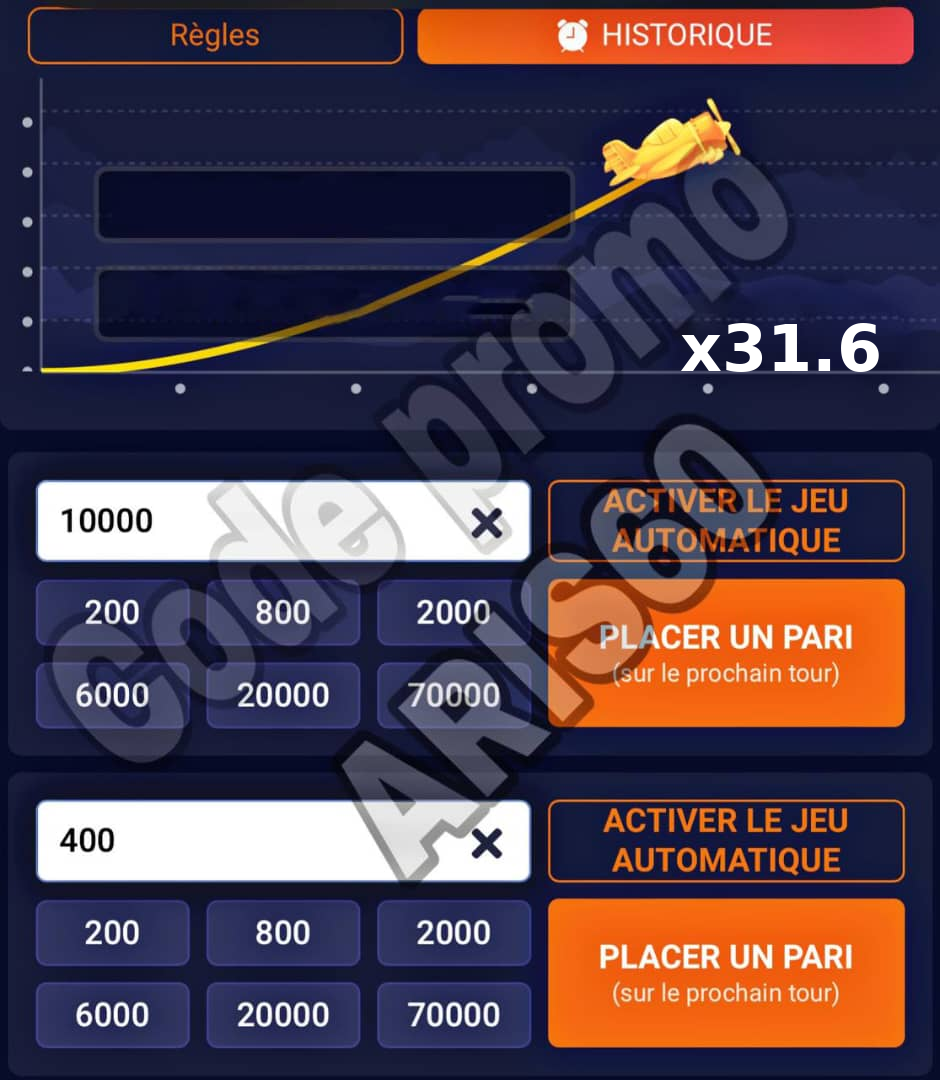 Règles
HISTORIQUE
x31.6
10000
ACTIVER LE JEU
AUTOMATIQUE
200
800
2000
PLACER UN PARI
(sur le prochain tour)
6000
20000
70000
400
ACTIVER LE JEU
AUTOMATIQUE
200
800
2000
PLACER UN PARI
(sur le prochain tour)
6000
20000
70000
Code promo
ARIS60